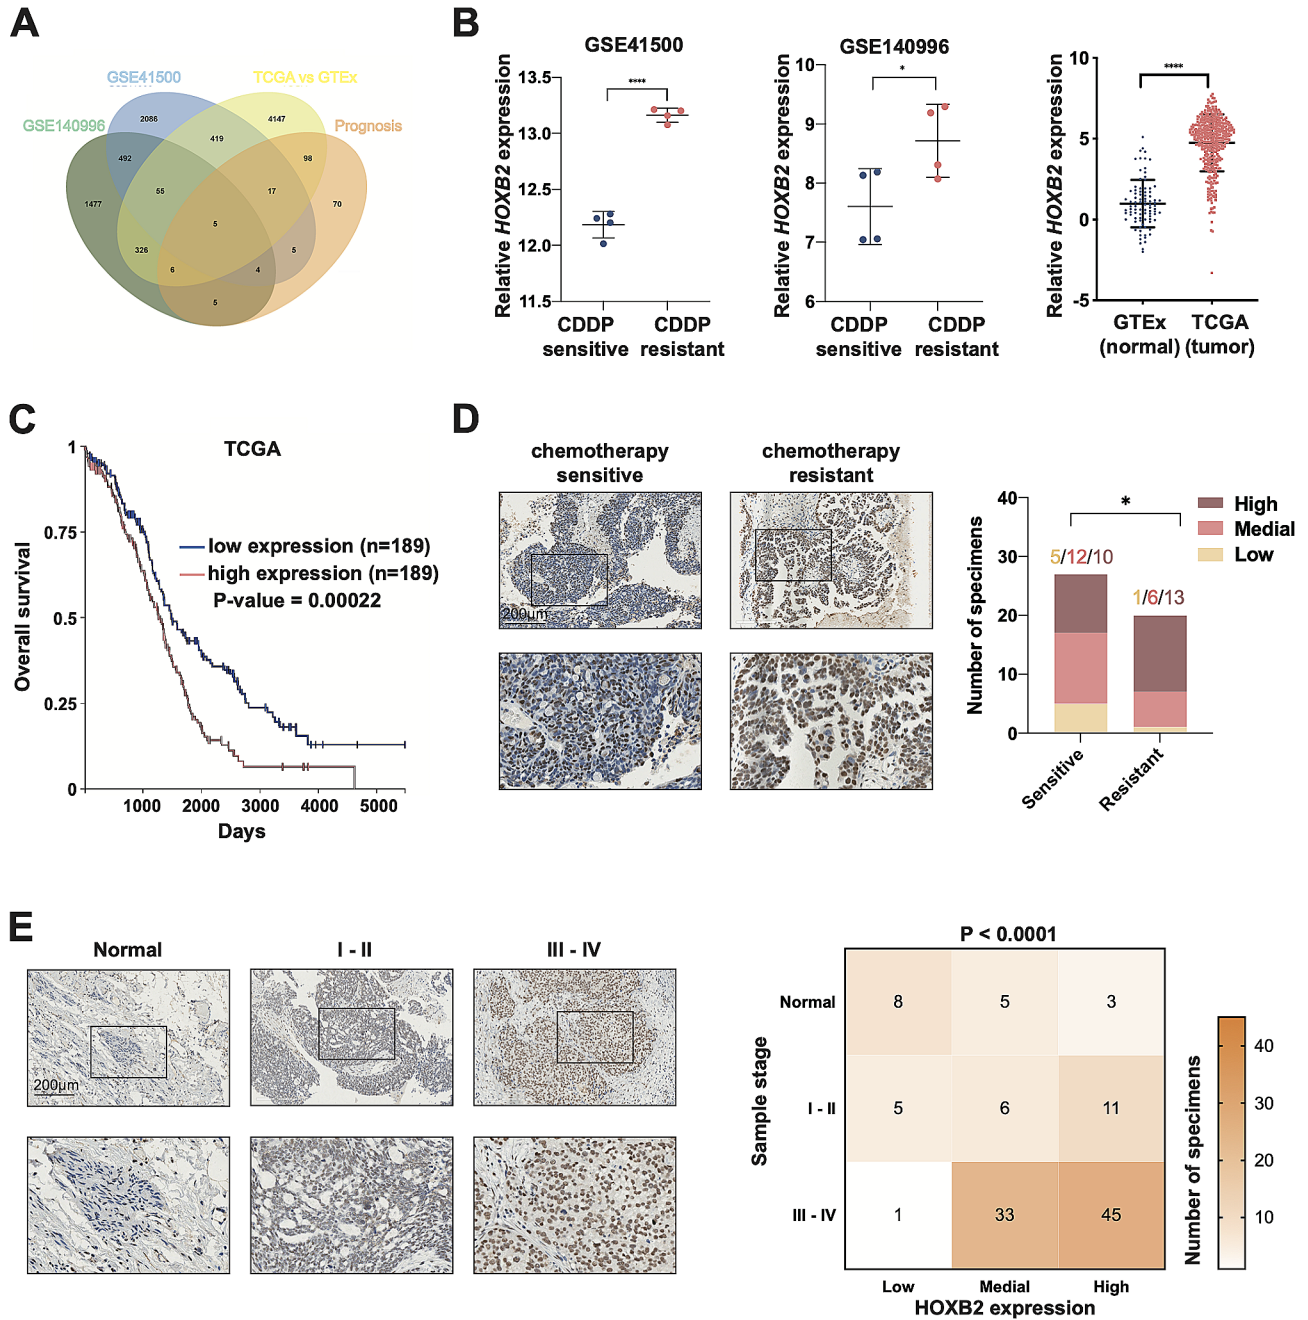 A
GSE41500
TCGA vs GTEx
GSE140996
Prognosis
2086
4147
419
492
98
55
17
1477
70
5
326
5
6
4
5
B
GSE41500
Relative HOXB2 expression
13.5
13.0
12.5
12.0
11.5
****
CDDP sensitive
CDDP resistant
GSE140996
Relative HOXB2 expression
10
9
8
7
6
*
CDDP sensitive
CDDP resistant
Relative HOXB2 expression
10
5
0
-5
****
GTEx (normal)
TCGA (tumor)
C
TCGA
Overall survival
1
0.75
0.5
0.25
0
low expression (n=189)
high expression (n=189)
P-value = 0.00022
1000
2000
3000
4000
5000
Days
D
chemotherapy
sensitive
chemotherapy
resistant
200μm
Number of specimens
40
30
20
10
0
*
5/12/10
1/6/13
High
Medial
Low
Sensitive
Resistant
E
Normal
I - II
III - IV
200μm
P < 0.0001
Sample stage
Normal
8
5
3
I - II
5
6
11
III - IV
1
33
45
Low
Medial
High
HOXB2 expression
Number of specimens
40
30
20
10